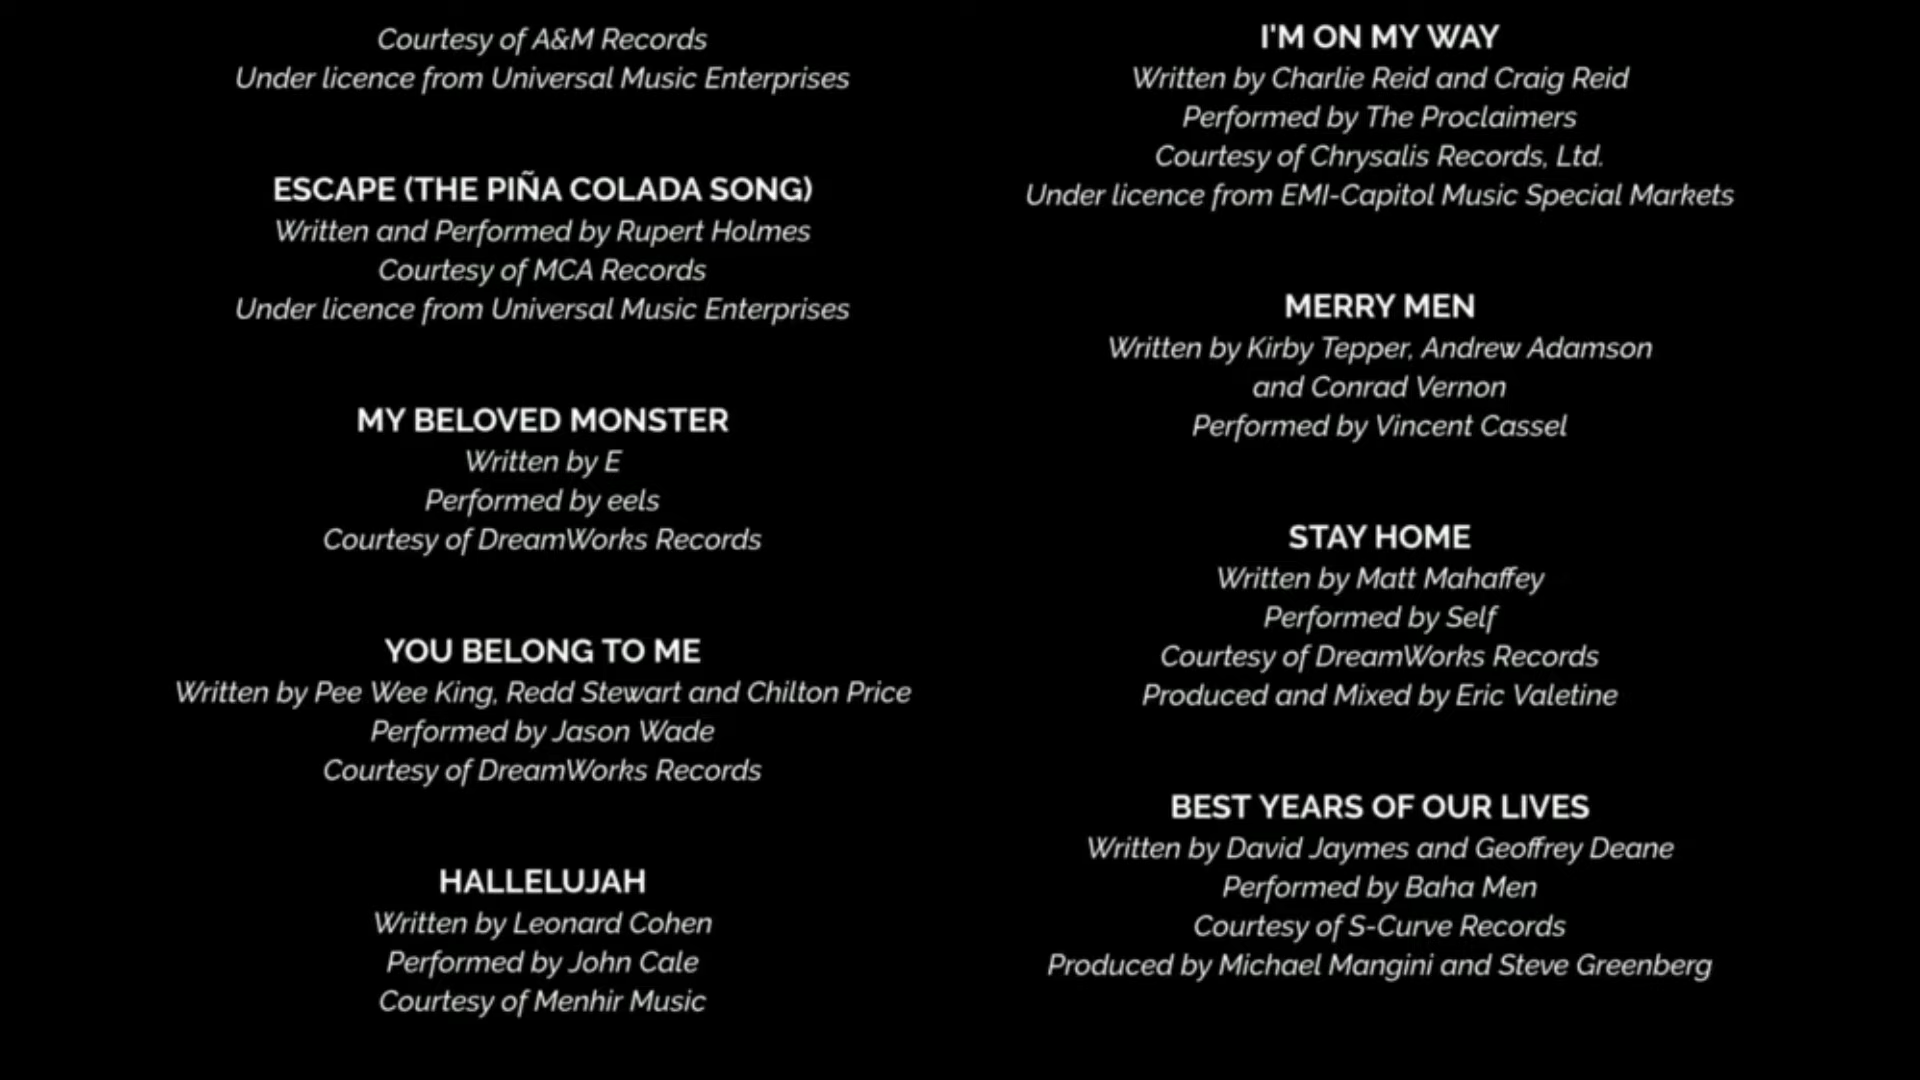 Courtesy of A&M Records
Under licence from Universal Music Enterprises
ESCAPE (THE PIÑA COLADA SONG)
Written and Performed by Rupert Holmes
Courtesy of MCA Records
Under licence from Universal Music Enterprises
MY BELOVED MONSTER
Written by E
Performed by eels
Courtesy of DreamWorks Records
YOU BELONG TO ME
Written by Pee Wee King, Redd Stewart and Chilton Price
Performed by Jason Wade
Courtesy of DreamWorks Records
HALLELUJAH
Written by Leonard Cohen
Performed by John Cale
Courtesy of Menhir Music
I'M ON MY WAY
Written by Charlie Reid and Craig Reid
Performed by The Proclaimers
Courtesy of Chrysalis Records, Ltd.
Under licence from EMI-Capitol Music Special Markets
MERRY MEN
Written by Kirby Tepper, Andrew Adamson
and Conrad Vernon
Performed by Vincent Cassel
STAY HOME
Written by Matt Mahaffey
Performed by Self
Courtesy of DreamWorks Records
Produced and Mixed by Eric Valetine
BEST YEARS OF OUR LIVES
Written by David Jaymes and Geoffrey Deane
Performed by Baha Men
Courtesy of S-Curve Records
Produced by Michael Mangini and Steve Greenberg